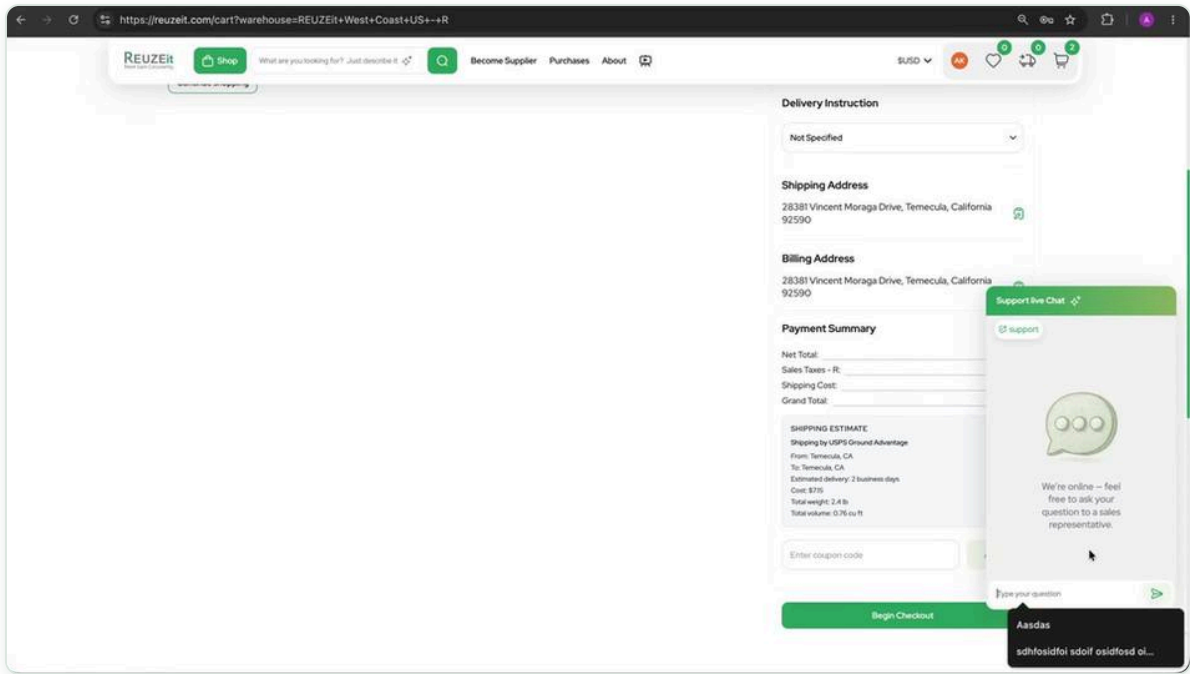 https://reuzeit.com/cart?warehouse=REUZEit+West+Coast+US+-+R
A
REUZEit
Shop
What are you looking for? Just describe it
Become Supplier
Purchases
About
$USD
AK
0
0
2
Continue Shopping
Delivery Instruction
Not Specified
Shipping Address
28381 Vincent Moraga Drive, Temecula, California
92590
Billing Address
28381 Vincent Moraga Drive, Temecula, California
92590
Payment Summary
Net Total:
Sales Taxes - R:
Shipping Cost:
Grand Total:
SHIPPING ESTIMATE
Shipping by USPS Ground Advantage
From: Temecula, CA
To: Temecula, CA
Estimated delivery: 2 business days
Cost: $7.15
Total weight: 2.4 lb
Total volume: 0.76 cu ft
Enter coupon code
Begin Checkout
Support live Chat
support
We're online – feel
free to ask your
question to a sales
representative.
Type your question
Aasdas
sdhfosidfoi sdoif osidfosd oi...